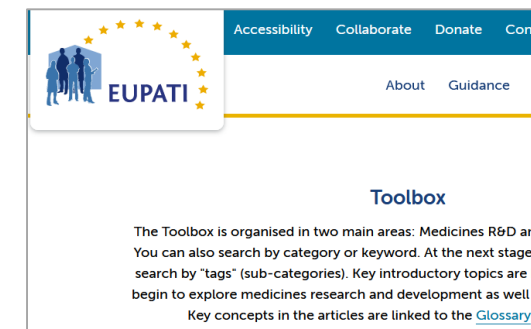 Accessibility Collaborate Donate
EUPATI
About Guidance
Toolbox
The Toolbox is organised in two main areas: Medicines R&D
You can also search by category or keyword. At the next stage
search by "tags" (sub-categories). Key introductory topics are
begin to explore medicines research and development as well
Key concepts in the articles are linked to the Glossary